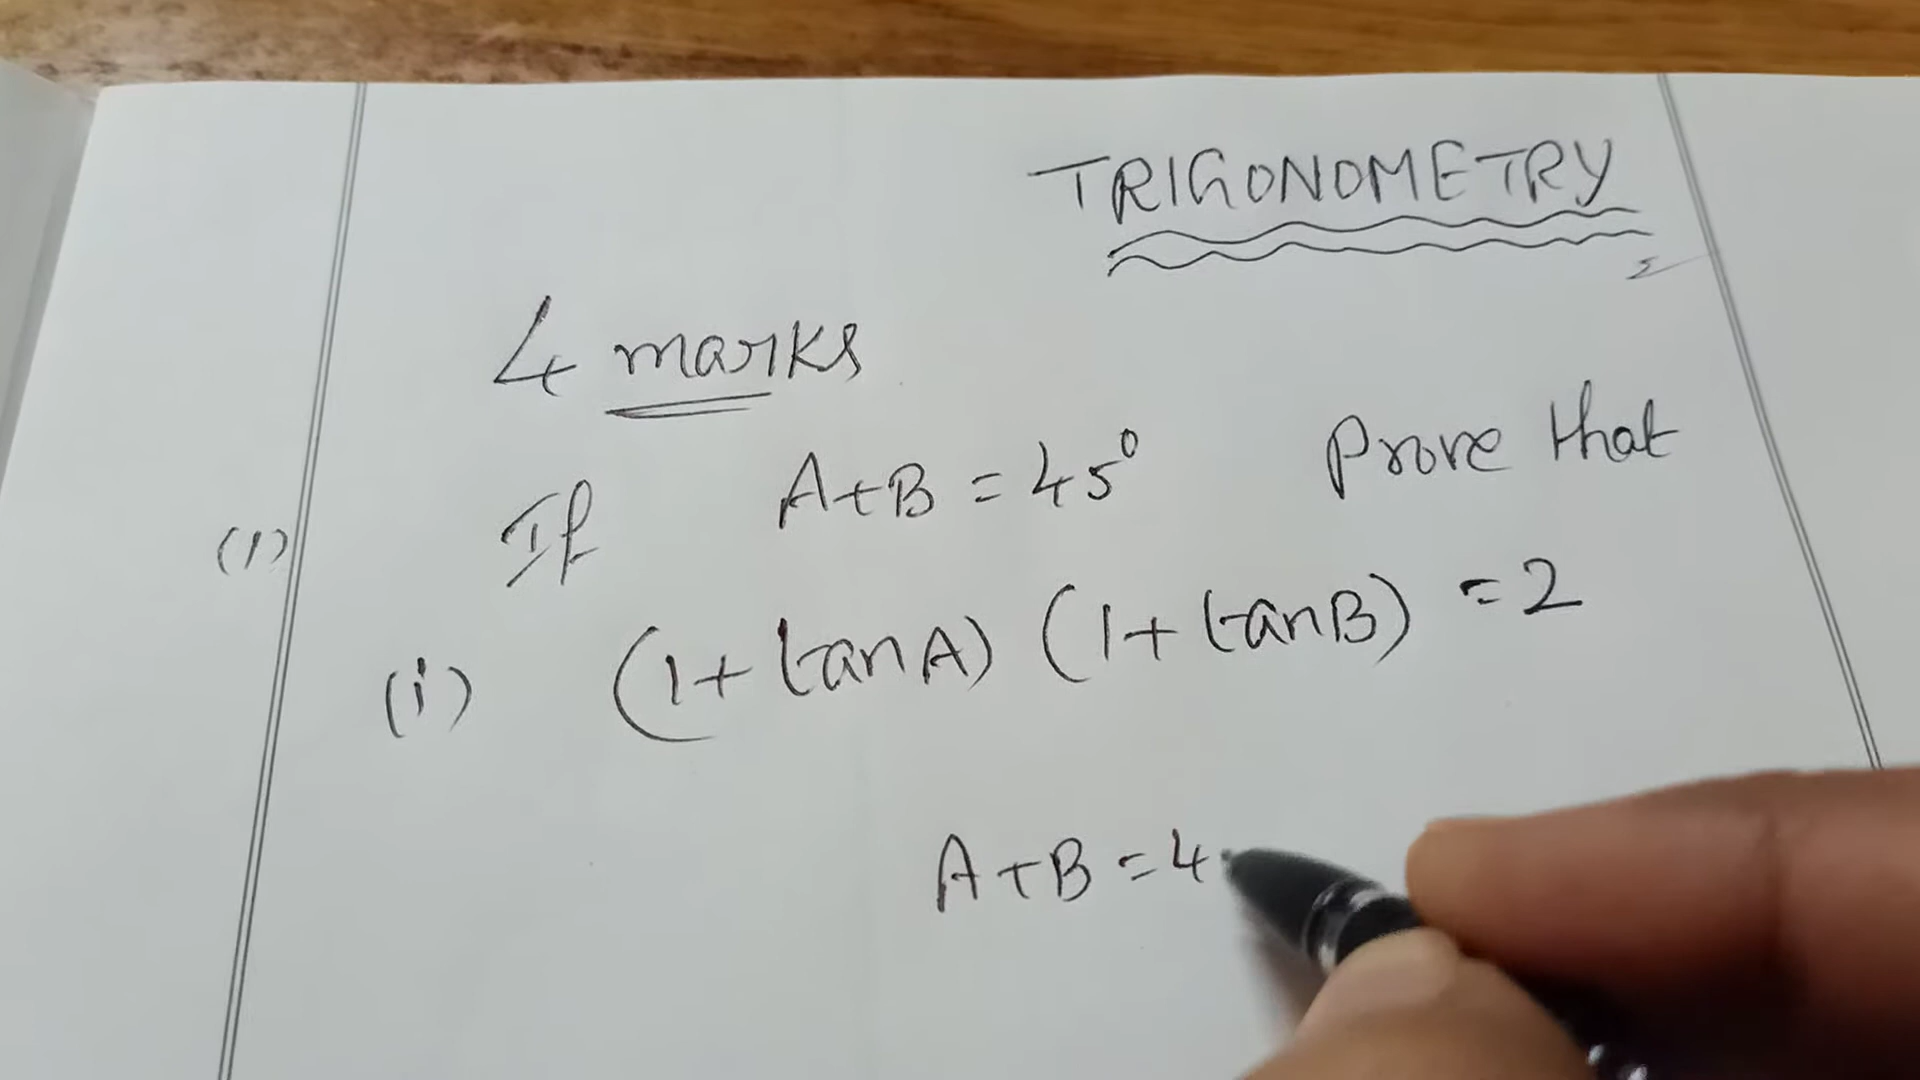 TRIGONOMETRY
4 marks
(1) If A+B = 45° Prove that
(i) (1+tanA) (1+tanB) = 2
A+B = 4